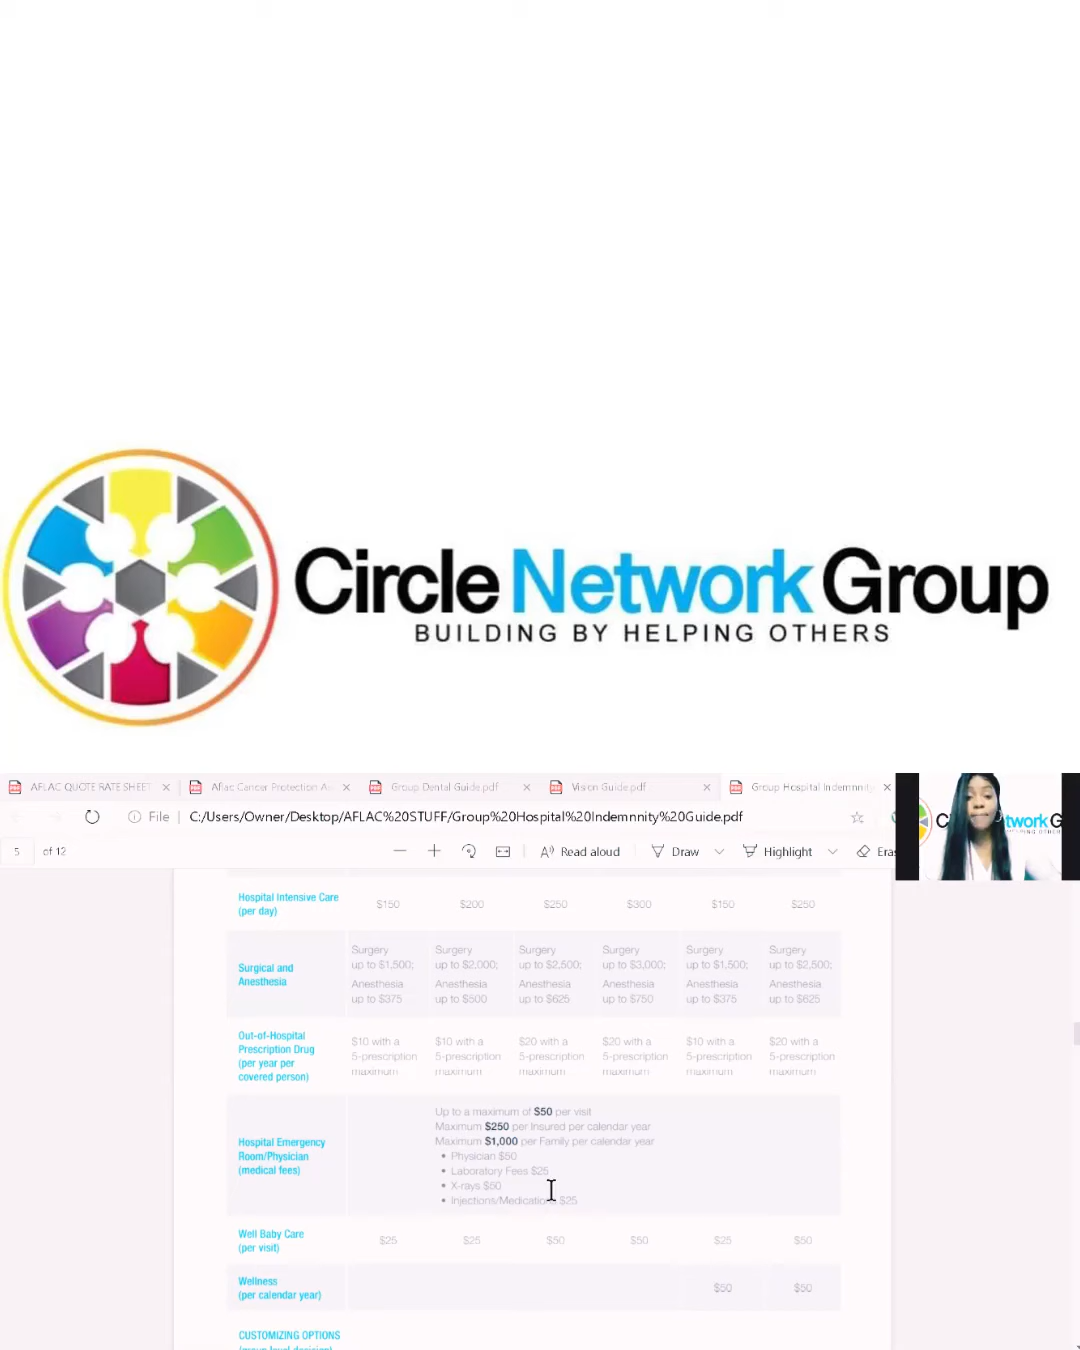 Circle Network Group
BUILDING BY HELPING OTHERS
AFLAC QUOTE RATE SHEET
Aflac Cancer Protection
Group Dental Guide.pdf
Vision Guide.pdf
Group Hospital Indemnnity
File
C:/Users/Owner/Desktop/AFLAC%20STUFF/Group%20Hospital%20Indemnnity%20Guide.pdf
5 of 12
Read aloud
Draw
Highlight
Eras
C twork G
Hospital Intensive Care
(per day)
$150 $200 $250 $300 $150 $250
Surgical and
Anesthesia
Surgery Surgery Surgery Surgery Surgery Surgery
up to $1,500; up to $2,000; up to $2,500; up to $3,000; up to $1,500; up to $2,500;
Anesthesia Anesthesia Anesthesia Anesthesia Anesthesia Anesthesia
up to $375 up to $500 up to $625 up to $750 up to $375 up to $625
Out-of-Hospital
Prescription Drug
(per year per
covered person)
$10 with a $10 with a $20 with a $20 with a $10 with a $20 with a
5-prescription 5-prescription 5-prescription 5-prescription 5-prescription 5-prescription
maximum maximum maximum maximum maximum maximum
Hospital Emergency
Room/Physician
(medical fees)
Up to a maximum of $50 per visit
Maximum $250 per Insured per calendar year
Maximum $1,000 per Family per calendar year
• Physician $50
• Laboratory Fees $25
• X-rays $50
• Injections/Medications $25
Well Baby Care
(per visit)
$25 $25 $50 $50 $25 $50
Wellness
(per calendar year)
$50 $50
CUSTOMIZING OPTIONS